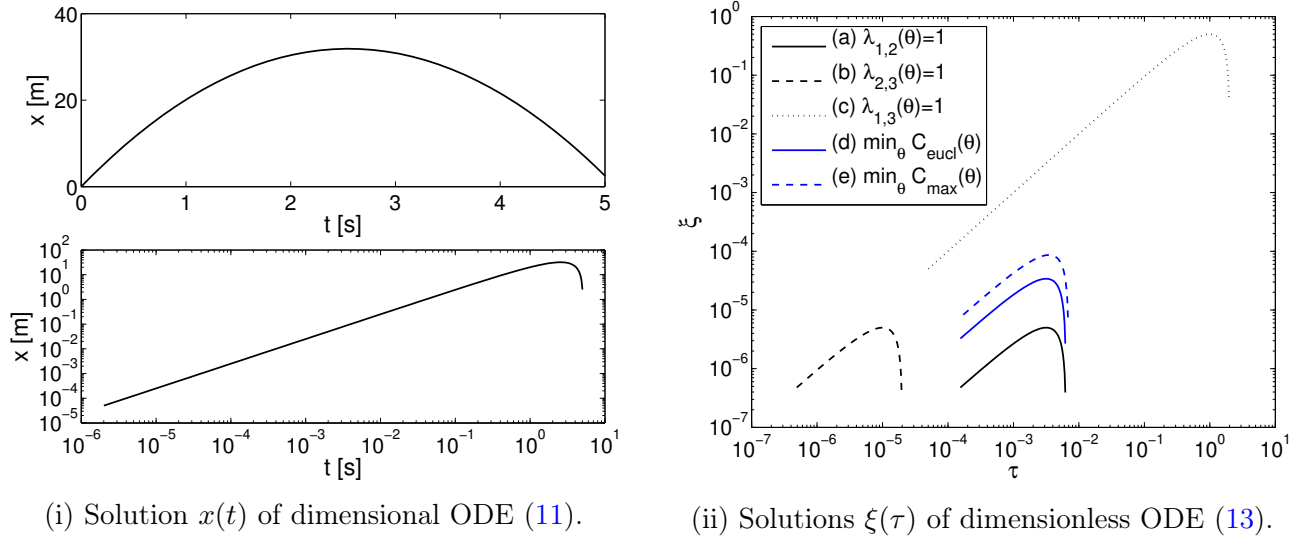 40
20
0
x [m]
0 1 2 3 4 5
t [s]
10^2
10^1
10^0
10^-1
10^-2
10^-3
10^-4
10^-5
x [m]
10^-6 10^-5 10^-4 10^-3 10^-2 10^-1 10^0 10^1
t [s]
(i) Solution x(t) of dimensional ODE (11).
10^0
10^-1
10^-2
10^-3
10^-4
10^-5
10^-6
10^-7
ξ
(a) λ_{1,2}(θ)=1
(b) λ_{2,3}(θ)=1
(c) λ_{1,3}(θ)=1
(d) min_θ C_{eucl}(θ)
(e) min_θ C_{max}(θ)
10^-7 10^-6 10^-5 10^-4 10^-3 10^-2 10^-1 10^0 10^1
τ
(ii) Solutions ξ(τ) of dimensionless ODE (13).